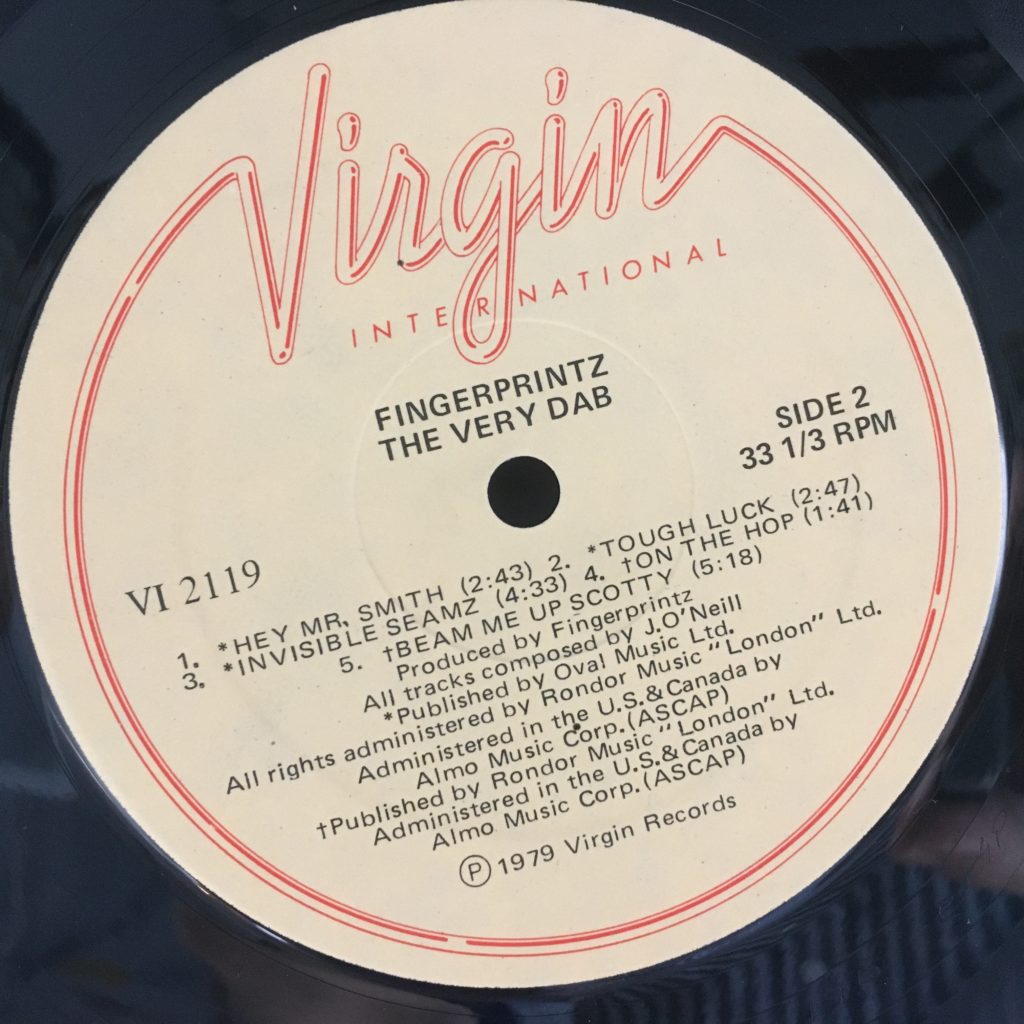 Virgin
INTERNATIONAL
FINGERPRINTZ
THE VERY DAB
SIDE 2
33 1/3 RPM
VI 2119
1. *HEY MR. SMITH (2:43) 2. *TOUGH LUCK (2:47)
3. *INVISIBLE SEAMZ (4:33) 4. †ON THE HOP (1:41)
5. †BEAM ME UP SCOTTY (5:18)
Produced by Fingerprintz
All tracks composed by J.O'Neill
*Published by Oval Music Ltd.
All rights administered by Rondor Music "London" Ltd.
Administered in the U.S.&Canada by
Almo Music Corp.(ASCAP)
†Published by Rondor Music "London" Ltd.
Administered in the U.S.&Canada by
Almo Music Corp.(ASCAP)
Ⓟ 1979 Virgin Records